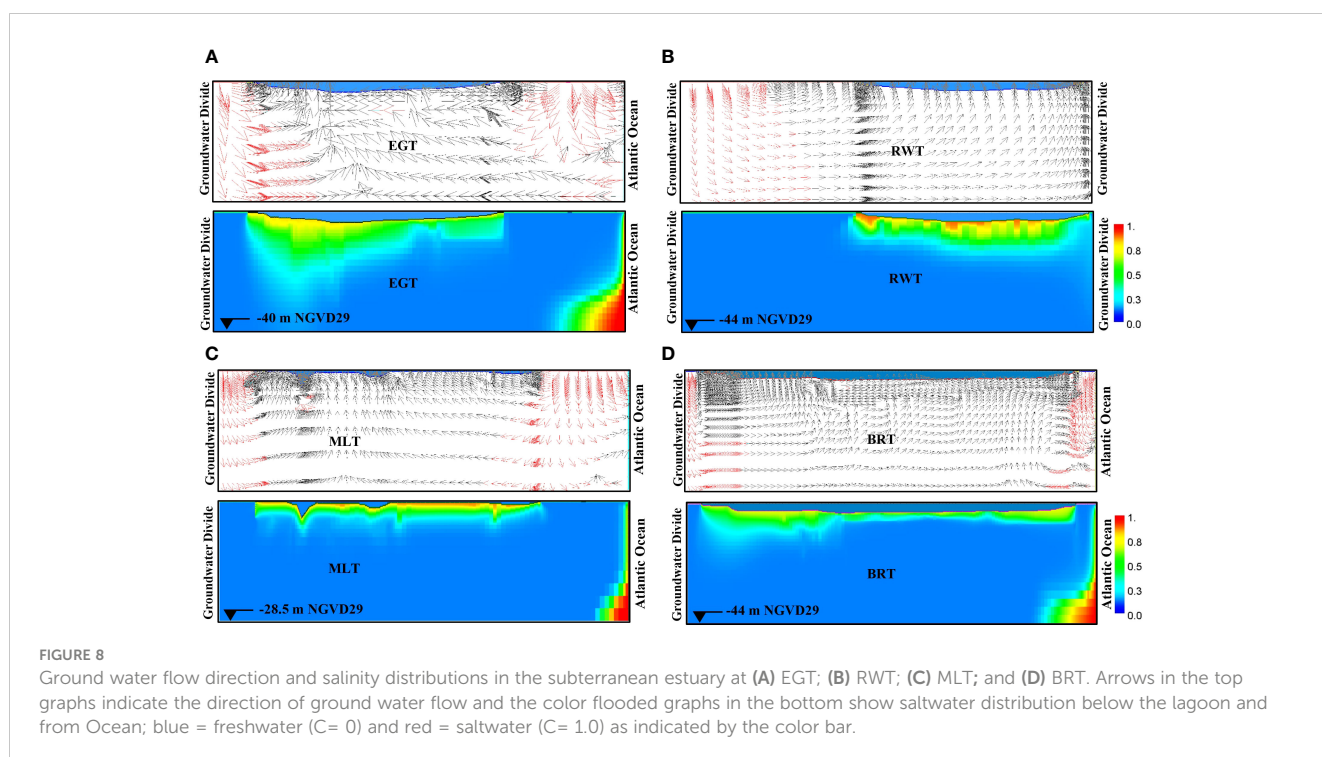 A
B
Groundwater Divide
EGT
Atlantic Ocean
Groundwater Divide
RWT
Groundwater Divide
Groundwater Divide
EGT
-40 m NGVD29
Atlantic Ocean
Groundwater Divide
RWT
-44 m NGVD29
Groundwater Divide
1.
0.8
0.5
0.3
0.0
C
D
Groundwater Divide
MLT
Atlantic Ocean
Groundwater Divide
BRT
Atlantic Ocean
Groundwater Divide
MLT
-28.5 m NGVD29
Atlantic Ocean
Groundwater Divide
BRT
-44 m NGVD29
Atlantic Ocean
1.
0.8
0.5
0.3
0.0
FIGURE 8
Ground water flow direction and salinity distributions in the subterranean estuary at (A) EGT; (B) RWT; (C) MLT; and (D) BRT. Arrows in the top
graphs indicate the direction of ground water flow and the color flooded graphs in the bottom show saltwater distribution below the lagoon and
from Ocean; blue = freshwater (C= 0) and red = saltwater (C= 1.0) as indicated by the color bar.